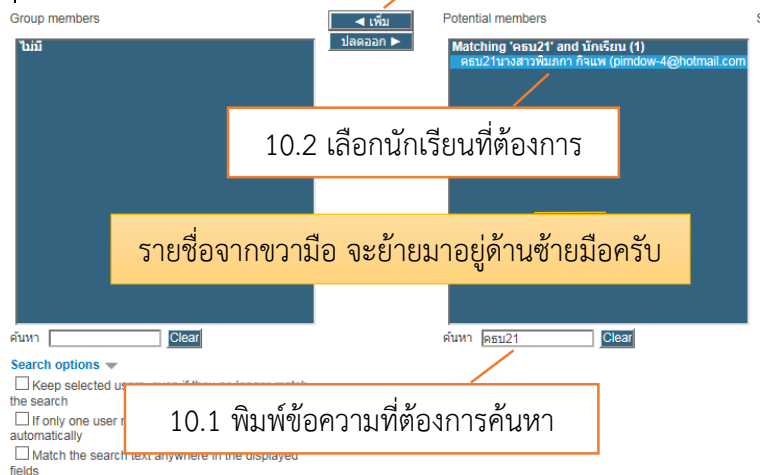 Group members
◄ เพิ่ม
Potential members
ไม่มี
ปลดออก ►
Matching 'คธบ21' and นักเรียน (1)
คธบ21นางสาวพิมภกา กิจแพ (pimdow-4@hotmail.com
10.2 เลือกนักเรียนที่ต้องการ
รายชื่อจากขวามือ จะย้ายมาอยู่ด้านซ้ายมือครับ
ค้นหา
Clear
ค้นหา
คธบ21
Clear
Search options
Keep selected
the search
If only one user
automatically
10.1 พิมพ์ข้อความที่ต้องการค้นหา
Match the search text anywhere in the displayed
fields